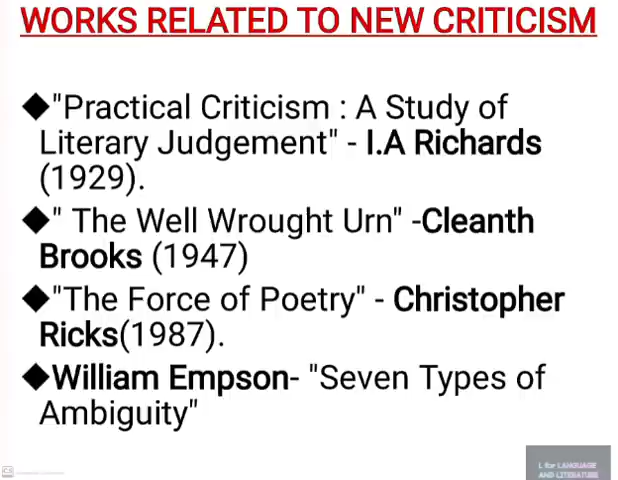 WORKS RELATED TO NEW CRITICISM
◆"Practical Criticism : A Study of
Literary Judgement" - I.A Richards
(1929).
◆" The Well Wrought Urn" -Cleanth
Brooks (1947)
◆"The Force of Poetry" - Christopher
Ricks(1987).
◆William Empson- "Seven Types of
Ambiguity"
L for LANGUAGE
AND LITERATURE